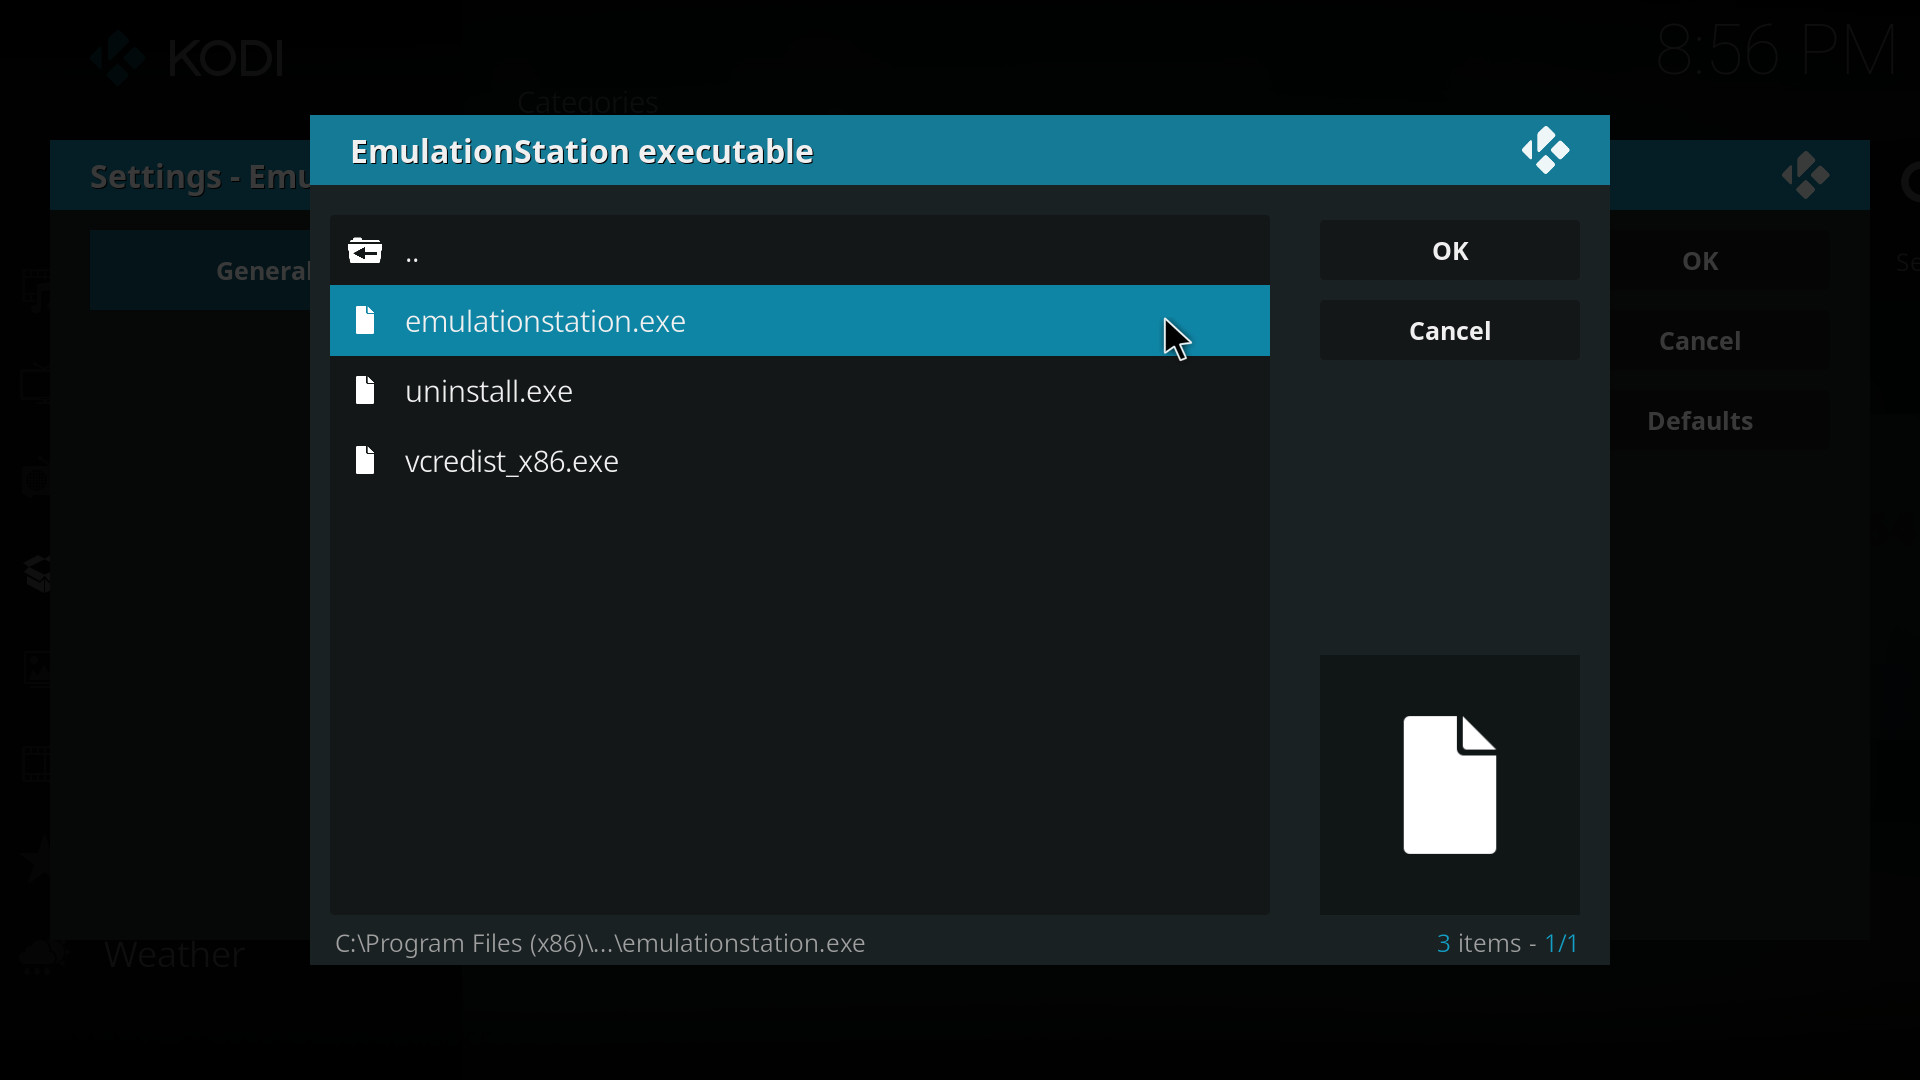 KODI
8:56 PM
Categories
Settings - Emu
EmulationStation executable
General
..
emulationstation.exe
uninstall.exe
vcredist_x86.exe
OK
Cancel
OK
Cancel
Defaults
Se
Weather
C:\Program Files (x86)\...\emulationstation.exe
3 items - 1/1